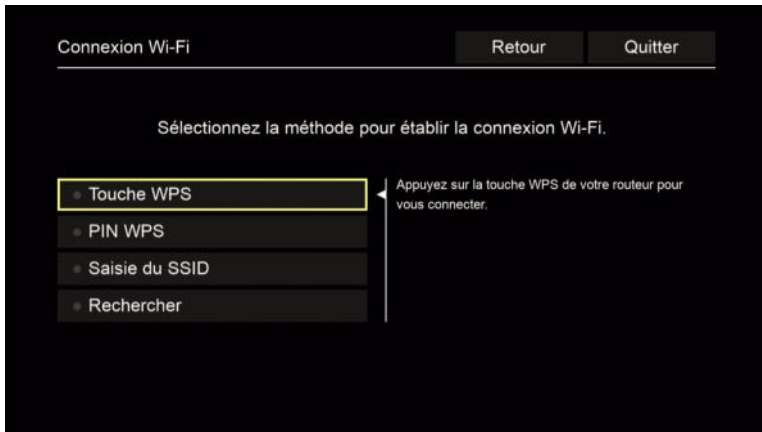 Connexion Wi-Fi
Retour
Quitter
Sélectionnez la méthode pour établir la connexion Wi-Fi.
Touche WPS
Appuyez sur la touche WPS de votre routeur pour
vous connecter.
PIN WPS
Saisie du SSID
Rechercher